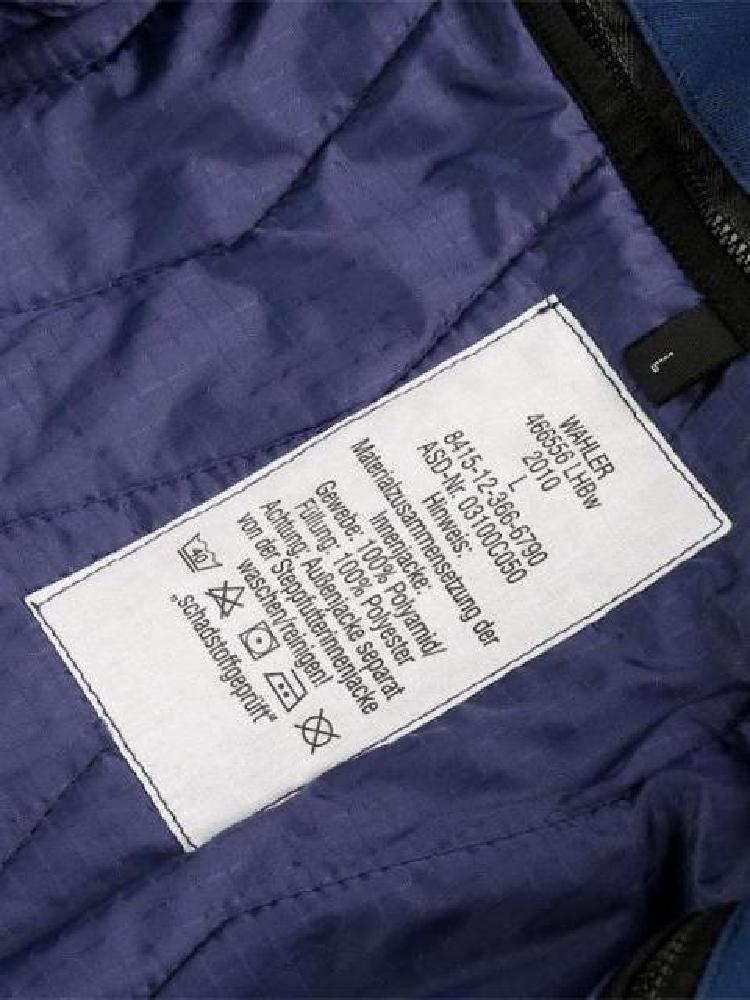 WAHLER
466556 LHBw
2010
L
8415-12-366-6790
ASD-Nr. 03100C050
Hinweis:
Materialzusammensetzung der
Innenjacke:
Gewebe: 100% Polyamid/
Füllung: 100% Polyester
Achtung: Außenjacke separat
von der Steppfutterinnenjacke
waschen/reinigen!
40
„schadstoffgeprüft“
L